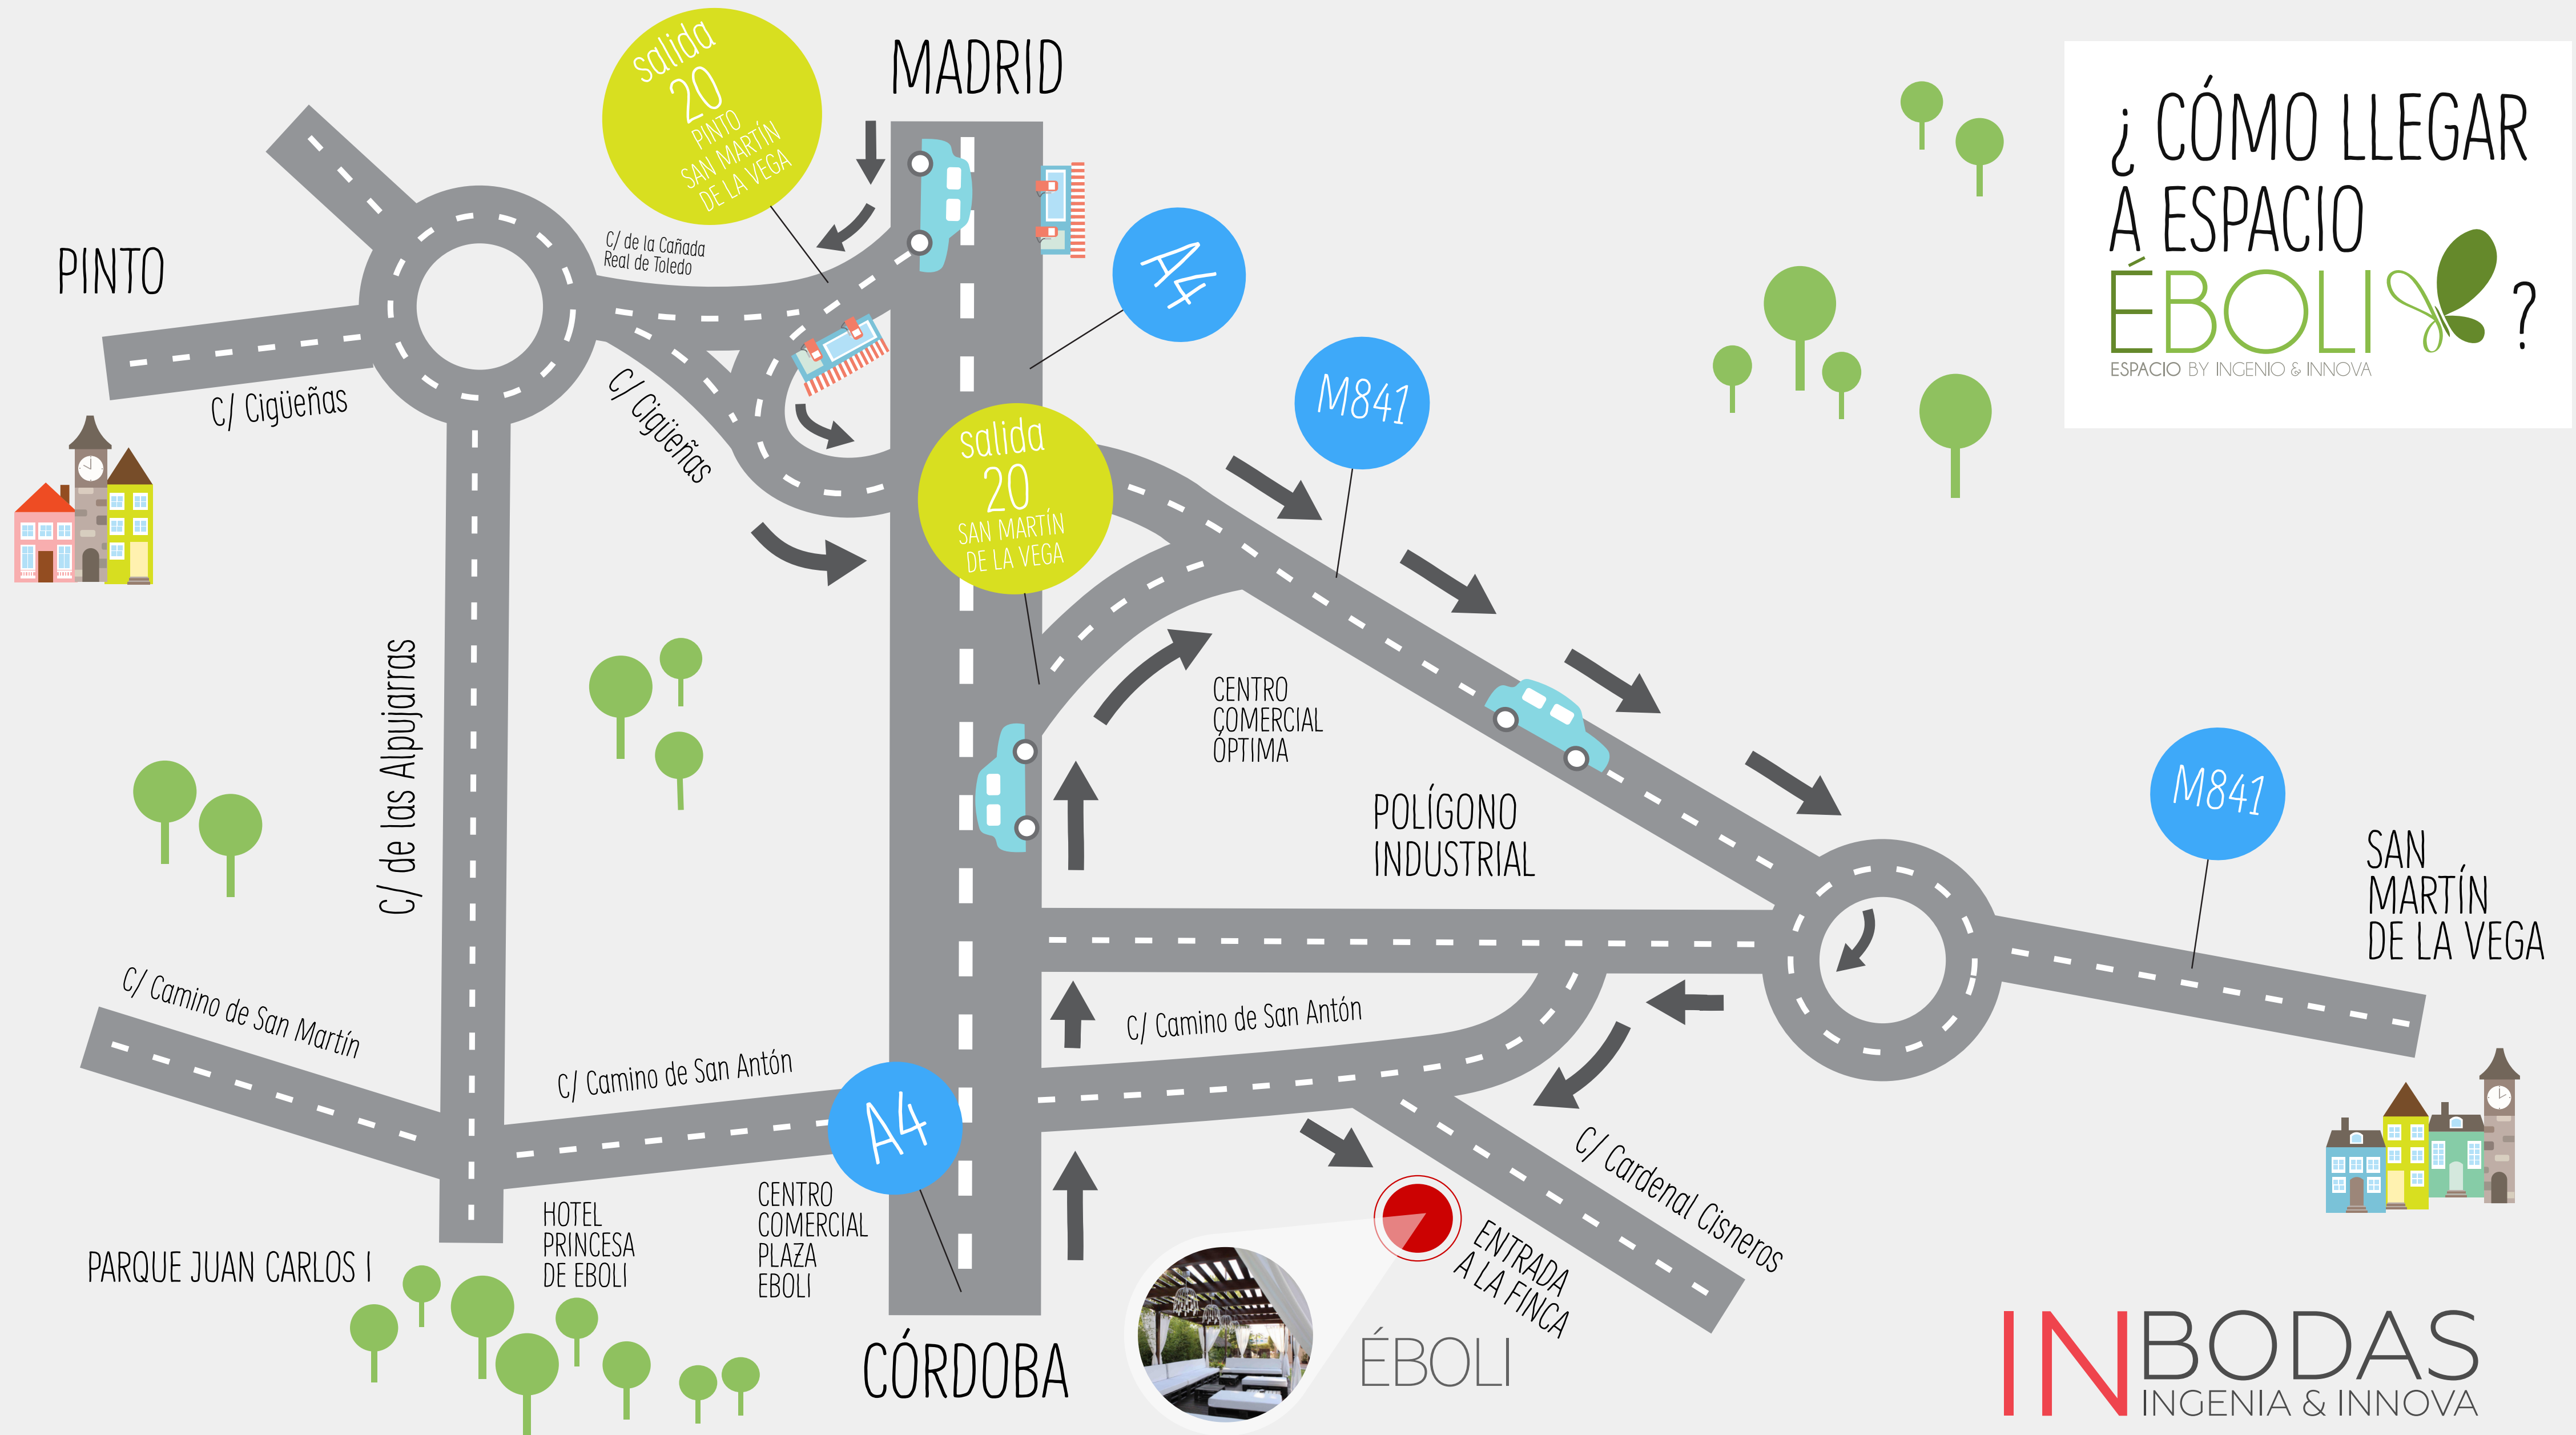 ¿ CÓMO LLEGAR
A ESPACIO
ÉBOLI ?
ESPACIO BY INGENIO & INNOVA
MADRID
salida
20
PINTO
SAN MARTÍN
DE LA VEGA
PINTO
C/ de la Cañada
Real de Toledo
A4
M841
C/ Cigüeñas
C/ Cigüeñas
salida
20
SAN MARTÍN
DE LA VEGA
CENTRO
COMERCIAL
ÓPTIMA
C/ de las Alpujarras
POLÍGONO
INDUSTRIAL
M841
SAN
MARTÍN
DE LA VEGA
C/ Camino de San Martín
C/ Camino de San Antón
C/ Camino de San Antón
A4
C/ Cardenal Cisneros
HOTEL
PRINCESA
DE EBOLI
CENTRO
COMERCIAL
PLAZA
EBOLI
PARQUE JUAN CARLOS I
ENTRADA
A LA FINCA
ÉBOLI
CÓRDOBA
INBODAS
INGENIA & INNOVA